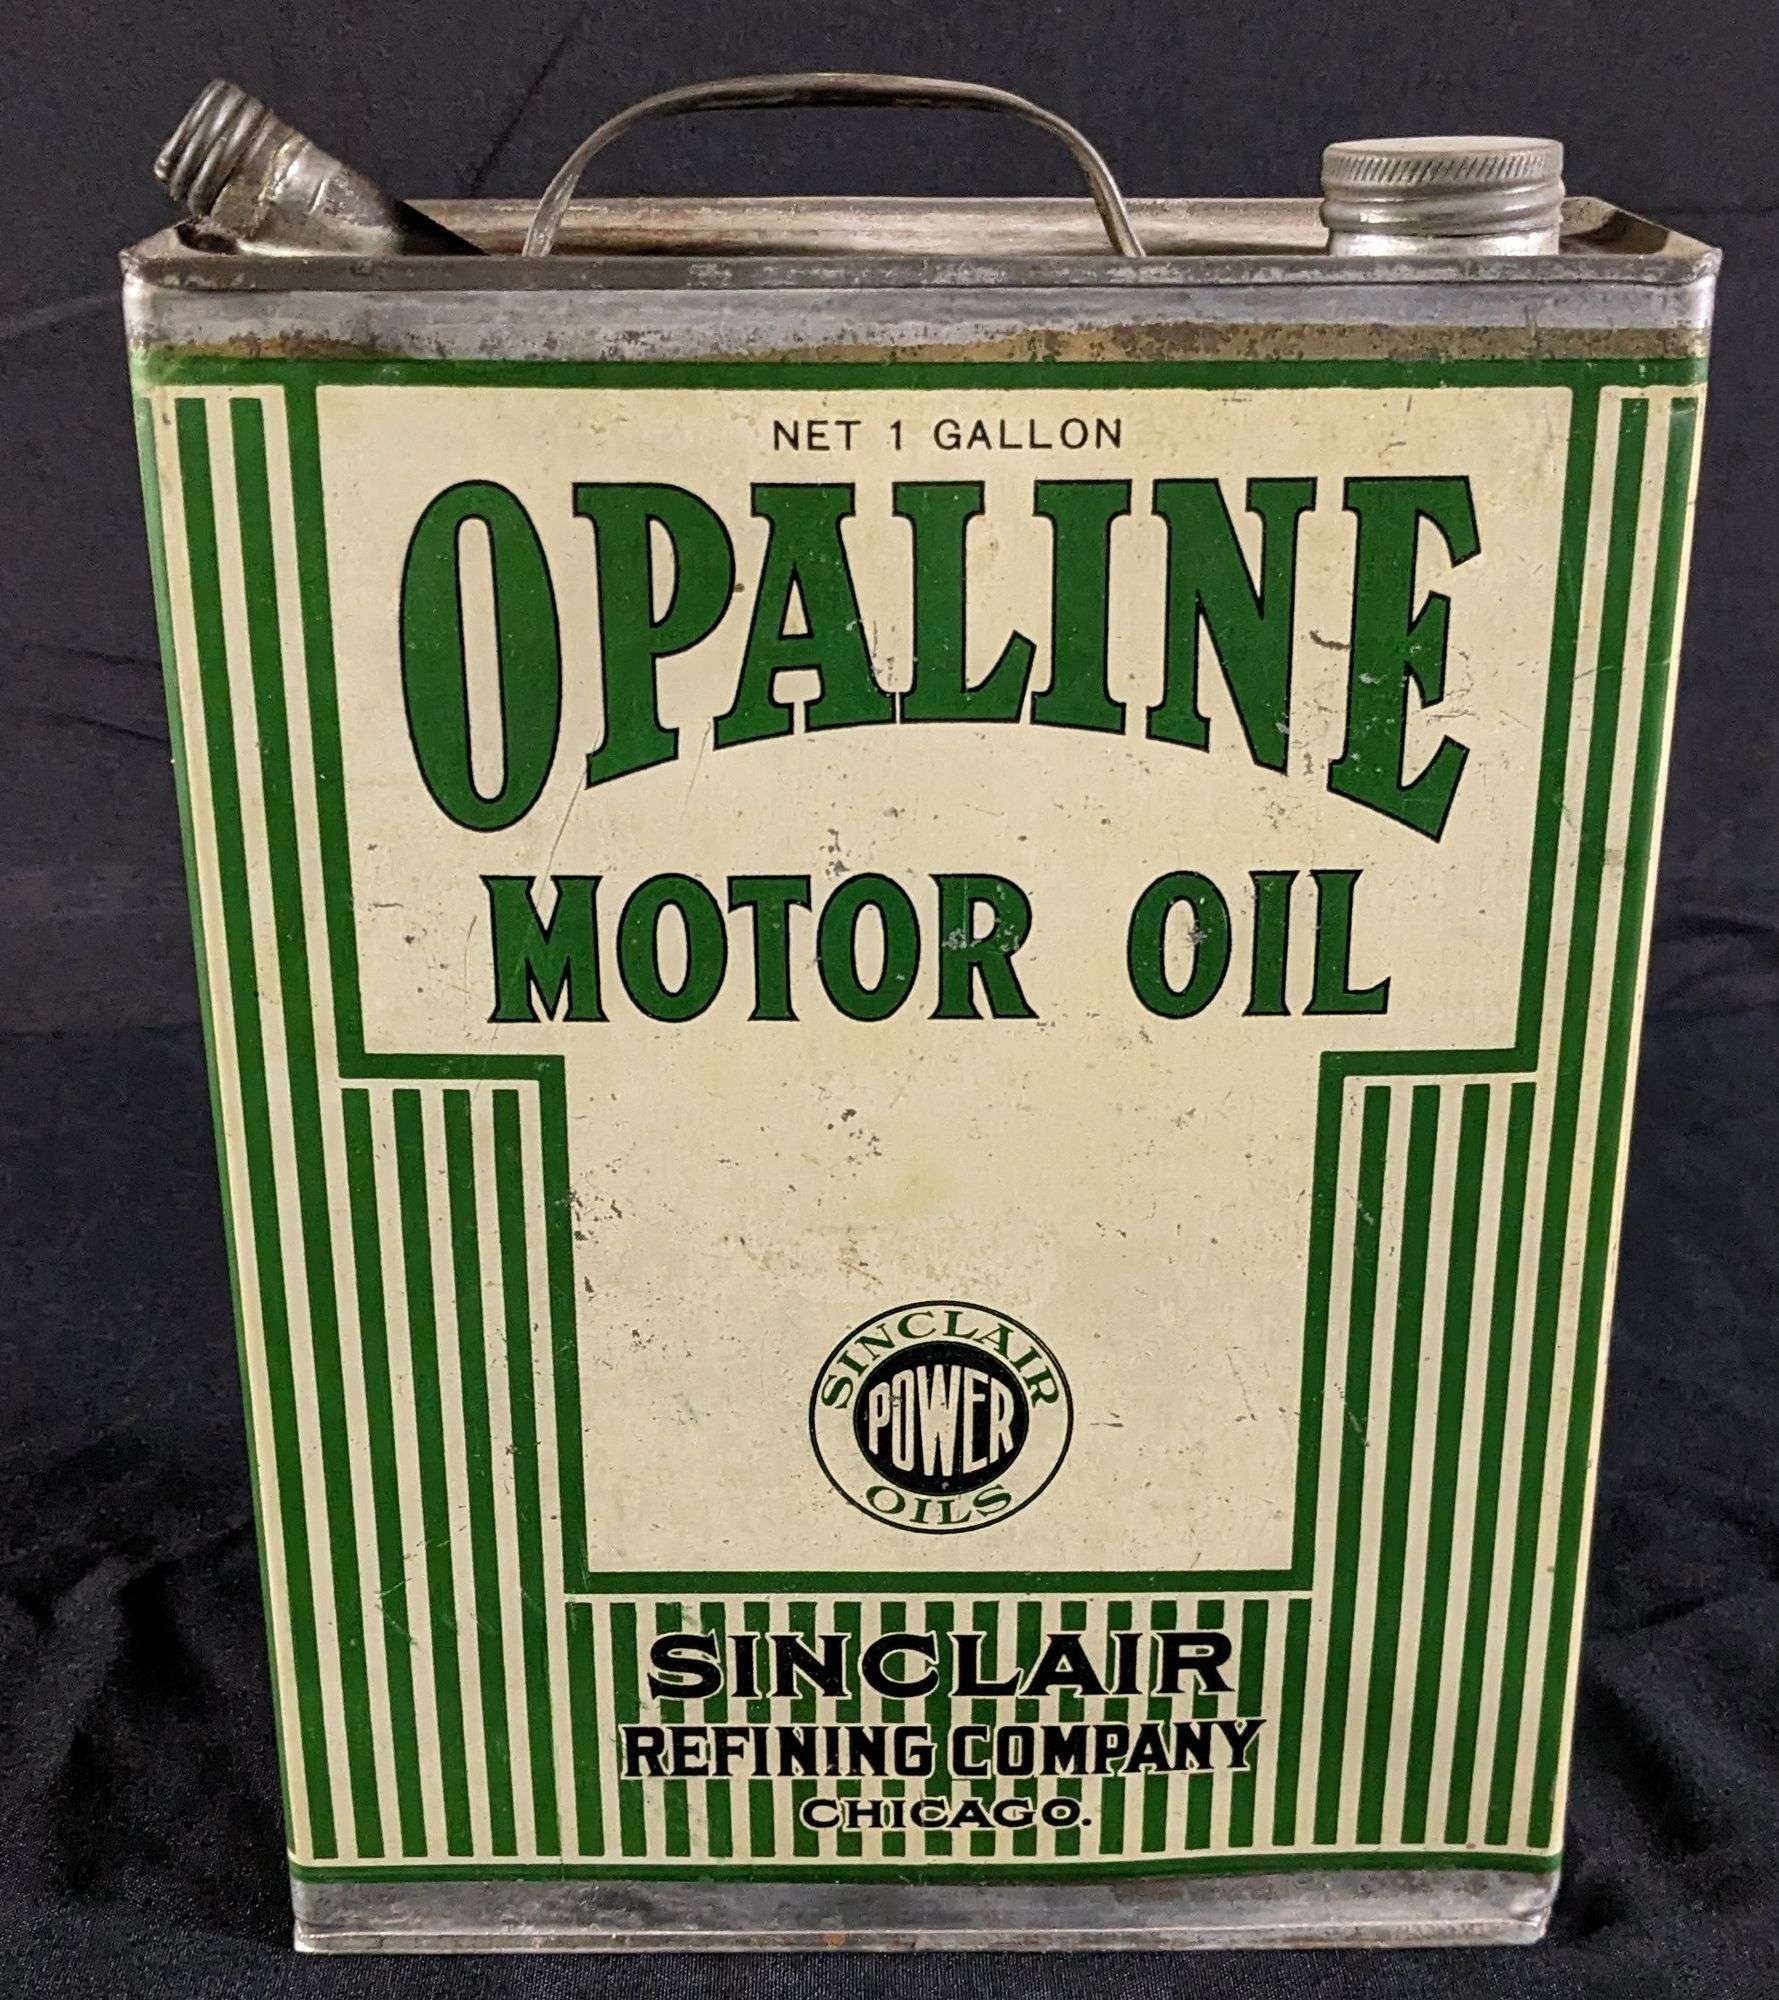 NET 1 GALLON
OPALINE
MOTOR OIL
SINCLAIR
POWER
OILS
SINCLAIR
REFINING COMPANY
CHICAGO.